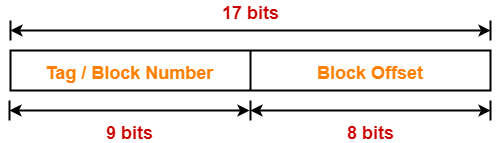 17 bits
Tag / Block Number Block Offset
9 bits 8 bits